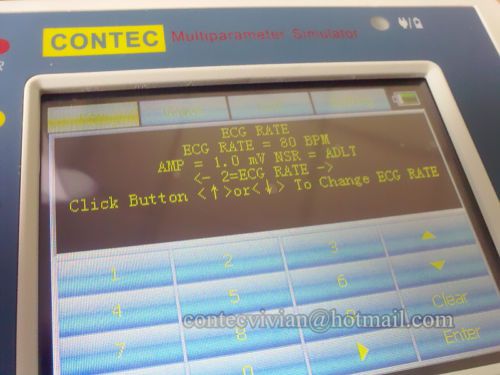 CONTEC Multiparameter Simulator
ECG RATE
ECG RATE = 80 BPM
AMP = 1.0 mV NSR = ADLT
<- 2=ECG RATE ->
Click Button <↑>or<↓> To Change ECG RATE
1 2 3 ▲
4 5 6 ▼
7 Clear
0 ▶ Enter
contecvivian@hotmail.com